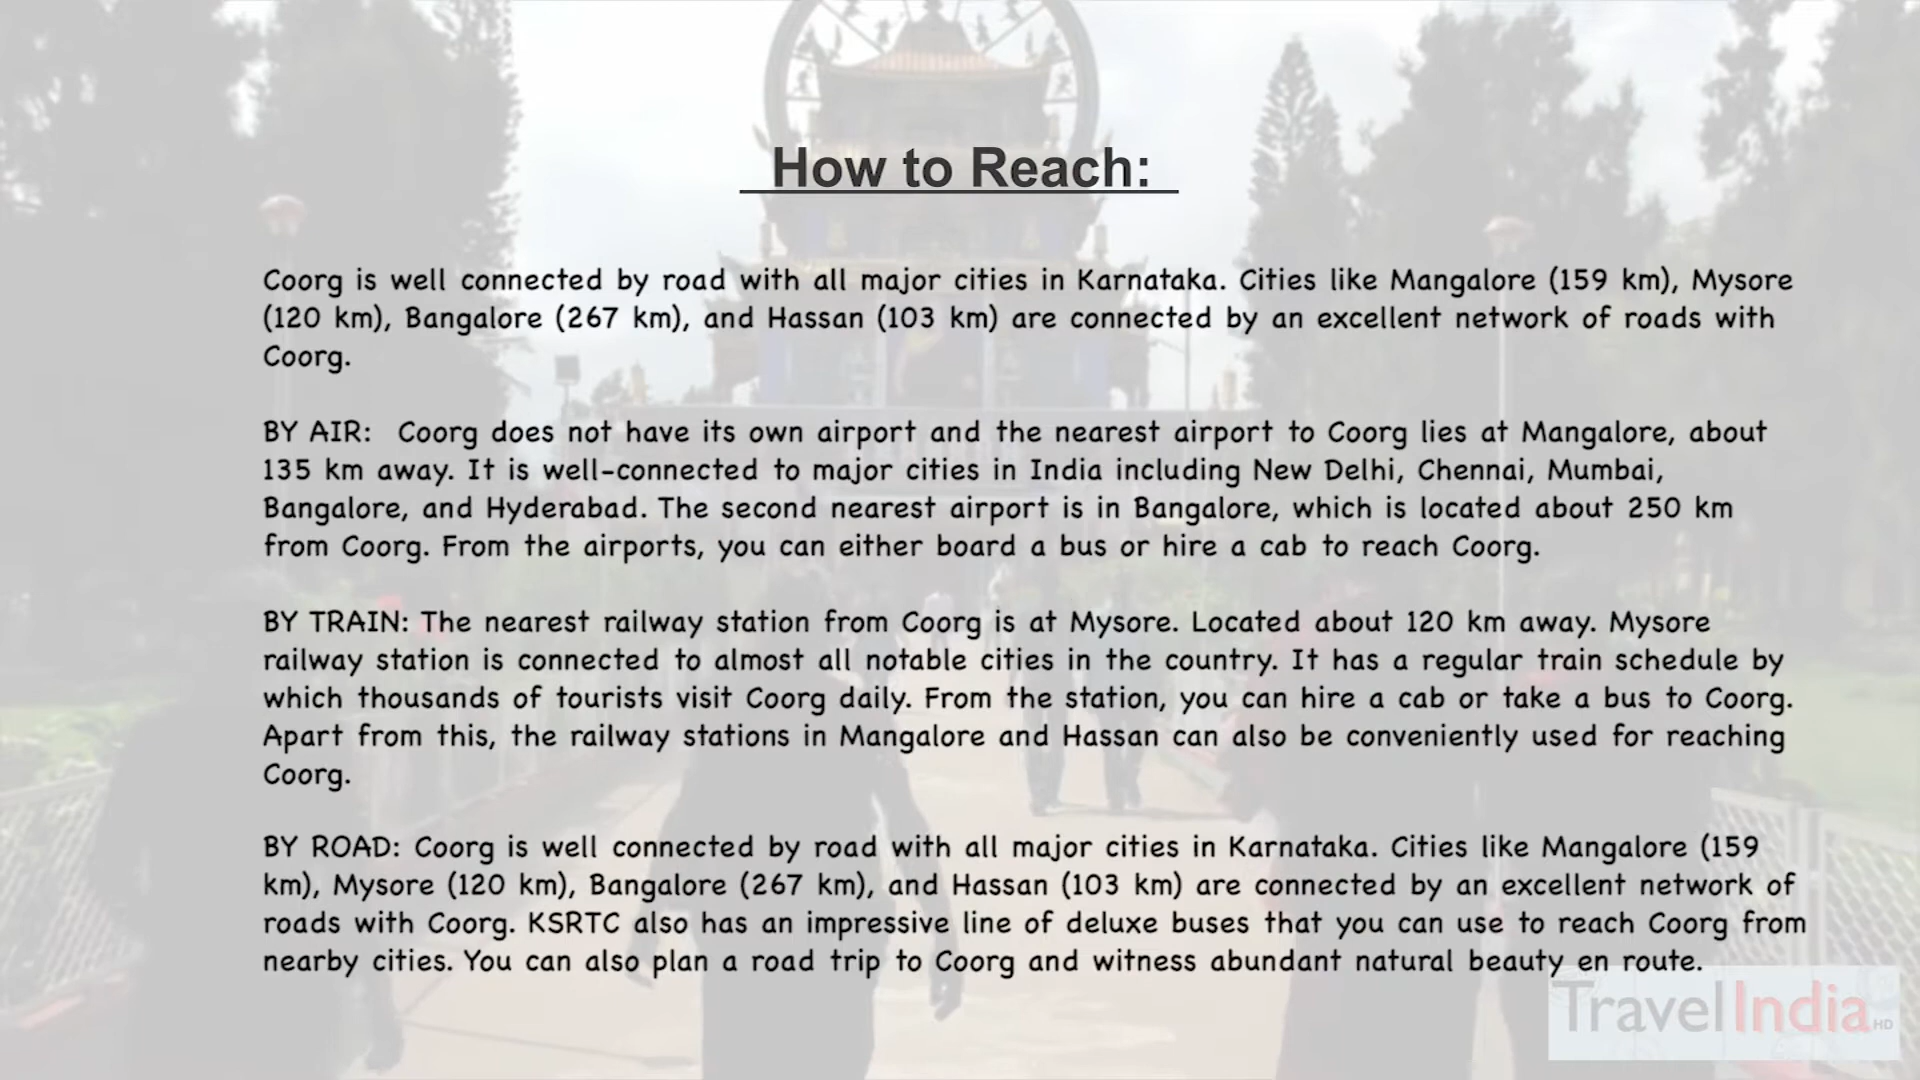 How to Reach:
Coorg is well connected by road with all major cities in Karnataka. Cities like Mangalore (159 km), Mysore
(120 km), Bangalore (267 km), and Hassan (103 km) are connected by an excellent network of roads with
Coorg.
BY AIR: Coorg does not have its own airport and the nearest airport to Coorg lies at Mangalore, about
135 km away. It is well-connected to major cities in India including New Delhi, Chennai, Mumbai,
Bangalore, and Hyderabad. The second nearest airport is in Bangalore, which is located about 250 km
from Coorg. From the airports, you can either board a bus or hire a cab to reach Coorg.
BY TRAIN: The nearest railway station from Coorg is at Mysore. Located about 120 km away. Mysore
railway station is connected to almost all notable cities in the country. It has a regular train schedule by
which thousands of tourists visit Coorg daily. From the station, you can hire a cab or take a bus to Coorg.
Apart from this, the railway stations in Mangalore and Hassan can also be conveniently used for reaching
Coorg.
BY ROAD: Coorg is well connected by road with all major cities in Karnataka. Cities like Mangalore (159
km), Mysore (120 km), Bangalore (267 km), and Hassan (103 km) are connected by an excellent network of
roads with Coorg. KSRTC also has an impressive line of deluxe buses that you can use to reach Coorg from
nearby cities. You can also plan a road trip to Coorg and witness abundant natural beauty en route.
TravelIndia HD